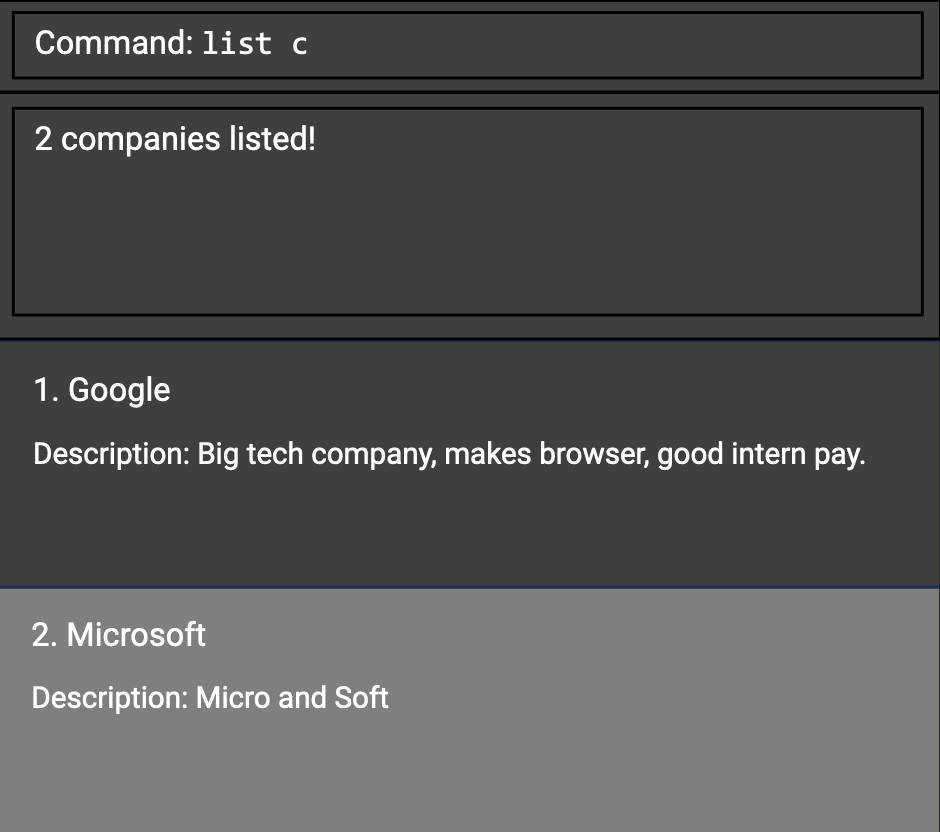 Command: list c
2 companies listed!
1. Google
Description: Big tech company, makes browser, good intern pay.
2. Microsoft
Description: Micro and Soft